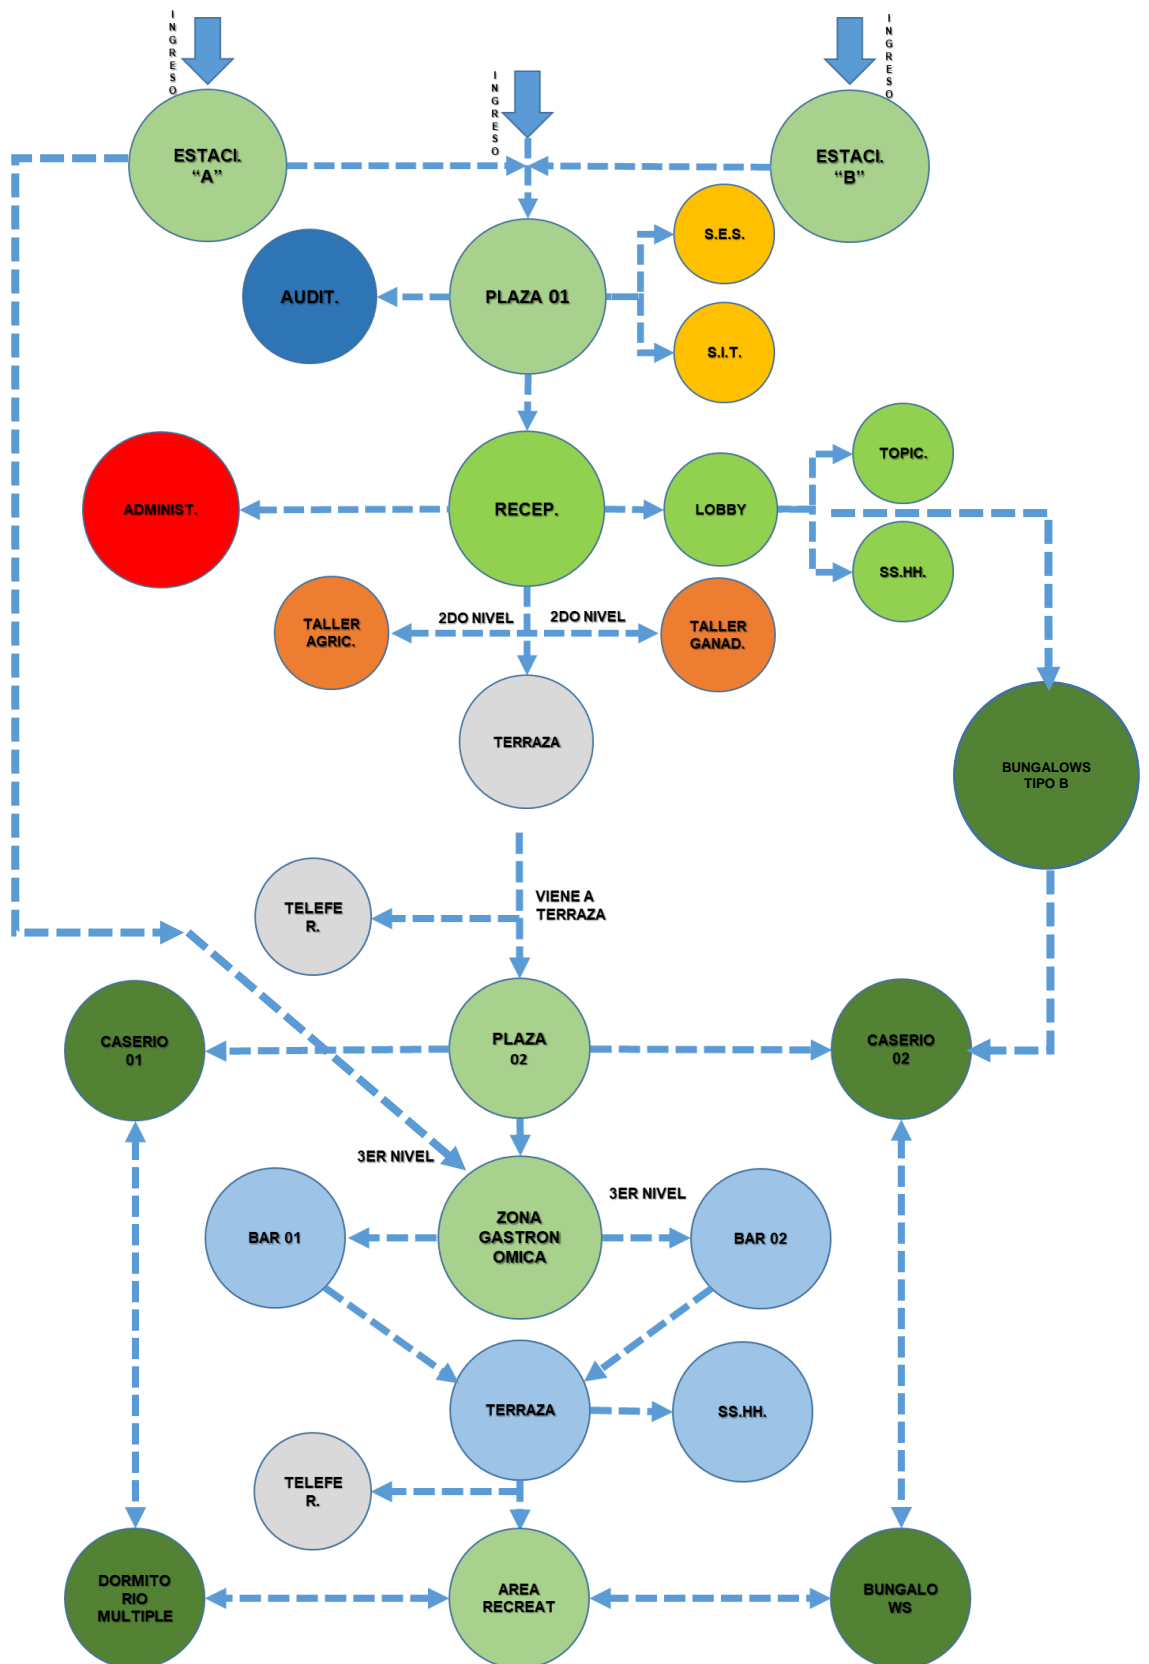 INGRESO
INGRESO
INGRESO
ESTACI.
“A”
ESTACI.
“B”
S.E.S.
AUDIT.
PLAZA 01
S.I.T.
TOPIC.
ADMINIST.
RECEP.
LOBBY
SS.HH.
2DO NIVEL
2DO NIVEL
TALLER
AGRIC.
TALLER
GANAD.
TERRAZA
BUNGALOWS
TIPO B
VIENE A
TERRAZA
TELEFE
R.
CASERIO
01
PLAZA
02
CASERIO
02
3ER NIVEL
3ER NIVEL
BAR 01
ZONA
GASTRON
OMICA
BAR 02
TERRAZA
SS.HH.
TELEFE
R.
DORMITO
RIO
MULTIPLE
AREA
RECREAT
BUNGALO
WS